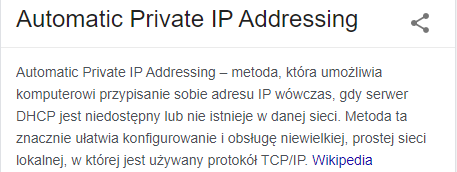 Automatic Private IP Addressing
Automatic Private IP Addressing – metoda, która umożliwia
komputerowi przypisanie sobie adresu IP wówczas, gdy serwer
DHCP jest niedostępny lub nie istnieje w danej sieci. Metoda ta
znacznie ułatwia konfigurowanie i obsługę niewielkiej, prostej sieci
lokalnej, w której jest używany protokół TCP/IP. Wikipedia